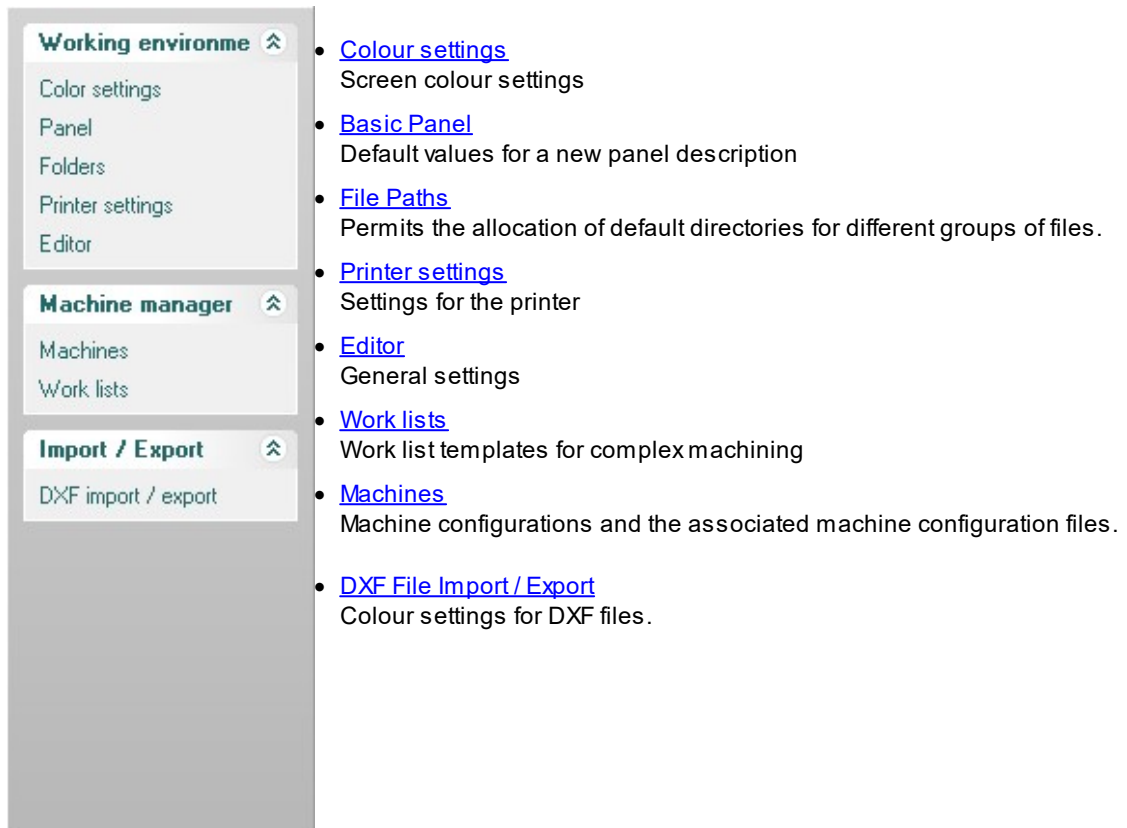 Working environme
Color settings
Panel
Folders
Printer settings
Editor
Machine manager
Machines
Work lists
Import / Export
DXF import / export
• Colour settings
Screen colour settings
• Basic Panel
Default values for a new panel description
• File Paths
Permits the allocation of default directories for different groups of files.
• Printer settings
Settings for the printer
• Editor
General settings
• Work lists
Work list templates for complex machining
• Machines
Machine configurations and the associated machine configuration files.
• DXF File Import / Export
Colour settings for DXF files.